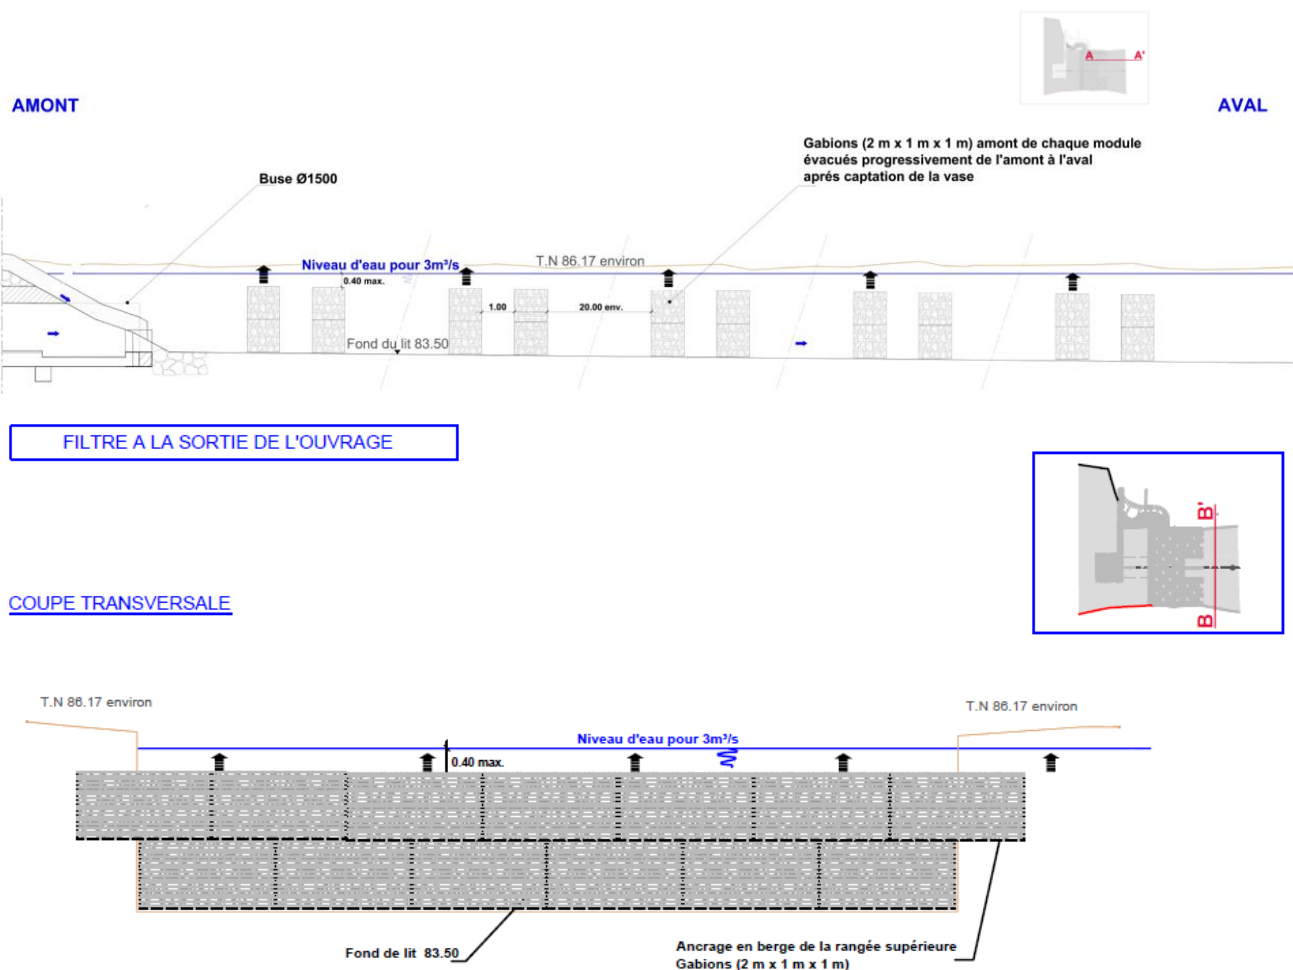 A A'
AMONT
AVAL
Gabions (2 m x 1 m x 1 m) amont de chaque module
évacués progressivement de l'amont à l'aval
aprés captation de la vase
Buse Ø1500
Niveau d'eau pour 3m³/s
T.N 86.17 environ
0.40 max.
1.00
20.00 env.
Fond du lit 83.50
FILTRE A LA SORTIE DE L'OUVRAGE
B'
B
COUPE TRANSVERSALE
T.N 86.17 environ
T.N 86.17 environ
Niveau d'eau pour 3m³/s
0.40 max.
Fond de lit 83.50
Ancrage en berge de la rangée supérieure
Gabions (2 m x 1 m x 1 m)